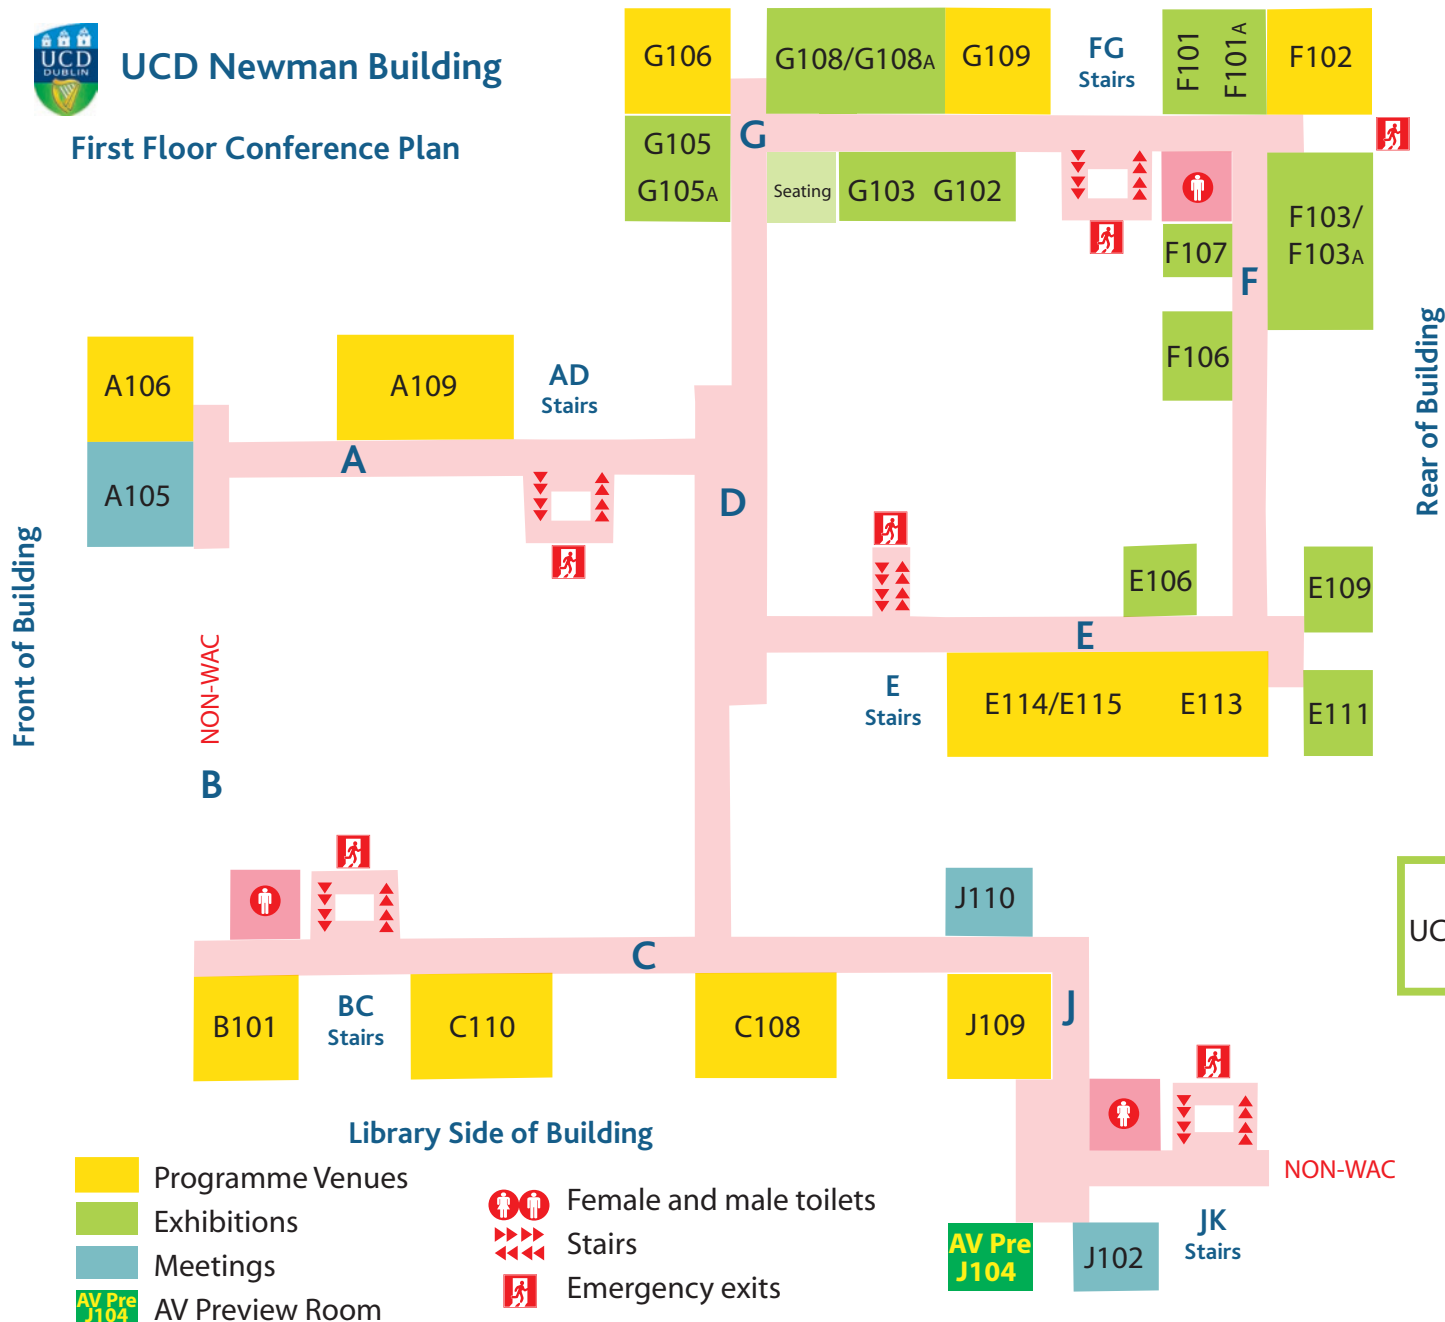 UCD
DUBLIN
UCD Newman Building
First Floor Conference Plan
G106
G108/G108A
G109
FG
Stairs
F101
F101A
F102
G105
G105A
G
Seating
G103
G102
F107
F103/
F103A
F
F106
Rear of Building
A106
A109
AD
Stairs
A
A105
D
Front of Building
NON-WAC
B
E106
E109
E
E
Stairs
E114/E115
E113
E111
J110
UC
C
B101
BC
Stairs
C110
C108
J109
J
Library Side of Building
NON-WAC
JK
Stairs
AV Pre
J104
J102
Programme Venues
Exhibitions
Meetings
AV Pre
J104
AV Preview Room
Female and male toilets
Stairs
Emergency exits